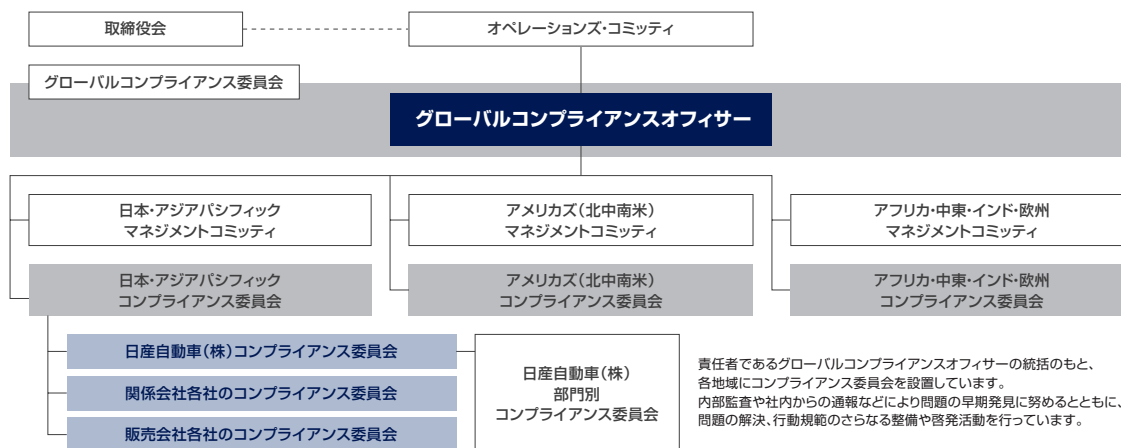 取締役会
オペレーションズ・コミッティ
グローバルコンプライアンス委員会
グローバルコンプライアンスオフィサー
日本・アジアパシフィック
マネジメントコミッティ
アメリカズ(北中南米)
マネジメントコミッティ
アフリカ・中東・インド・欧州
マネジメントコミッティ
日本・アジアパシフィック
コンプライアンス委員会
アメリカズ(北中南米)
コンプライアンス委員会
アフリカ・中東・インド・欧州
コンプライアンス委員会
日産自動車(株)コンプライアンス委員会
関係会社各社のコンプライアンス委員会
販売会社各社のコンプライアンス委員会
日産自動車(株)
部門別
コンプライアンス委員会
責任者であるグローバルコンプライアンスオフィサーの統括のもと、
各地域にコンプライアンス委員会を設置しています。
内部監査や社内からの通報などにより問題の早期発見に努めるとともに、
問題の解決、行動規範のさらなる整備や啓発活動を行っています。